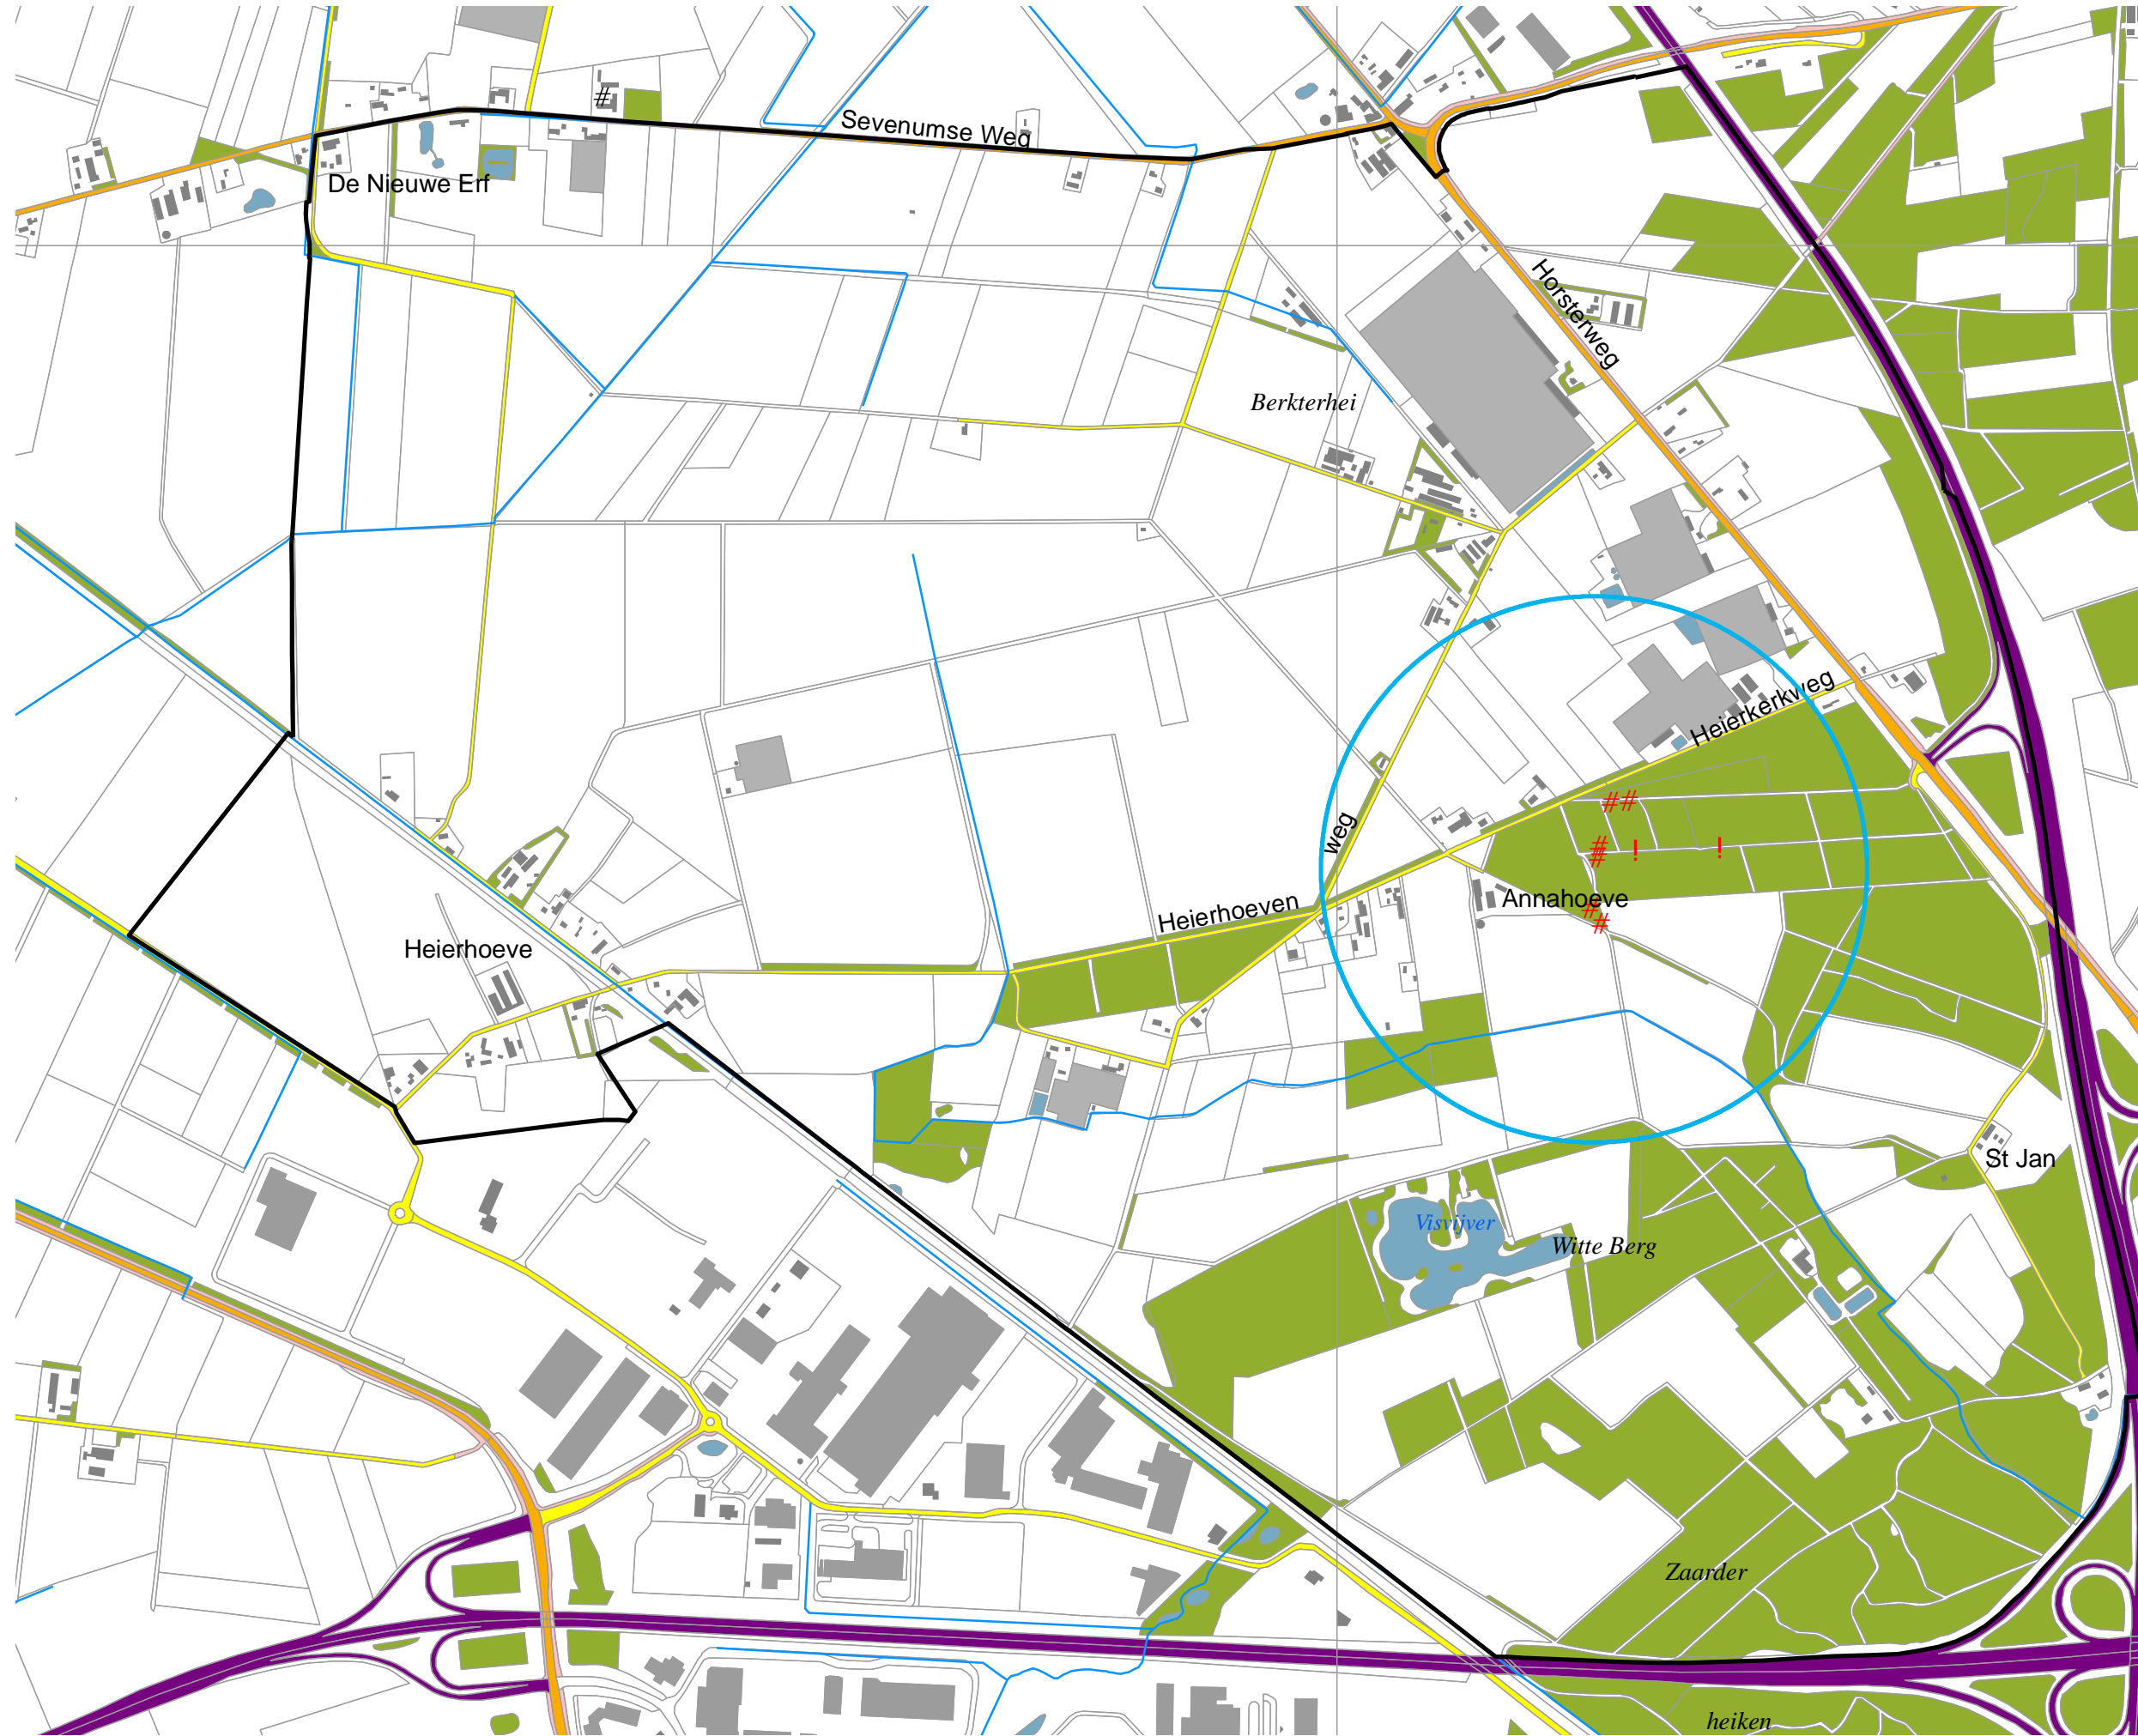 #
Sevenumse Weg
De Nieuwe Erf
Horsterweg
Berkterhei
Heierkerkweg
##
weg
#
#
!
!
Annahoeve
Heierhoeven
#
#
Heierhoeve
St Jan
Visvijver
Witte Berg
Zaarder
heiken